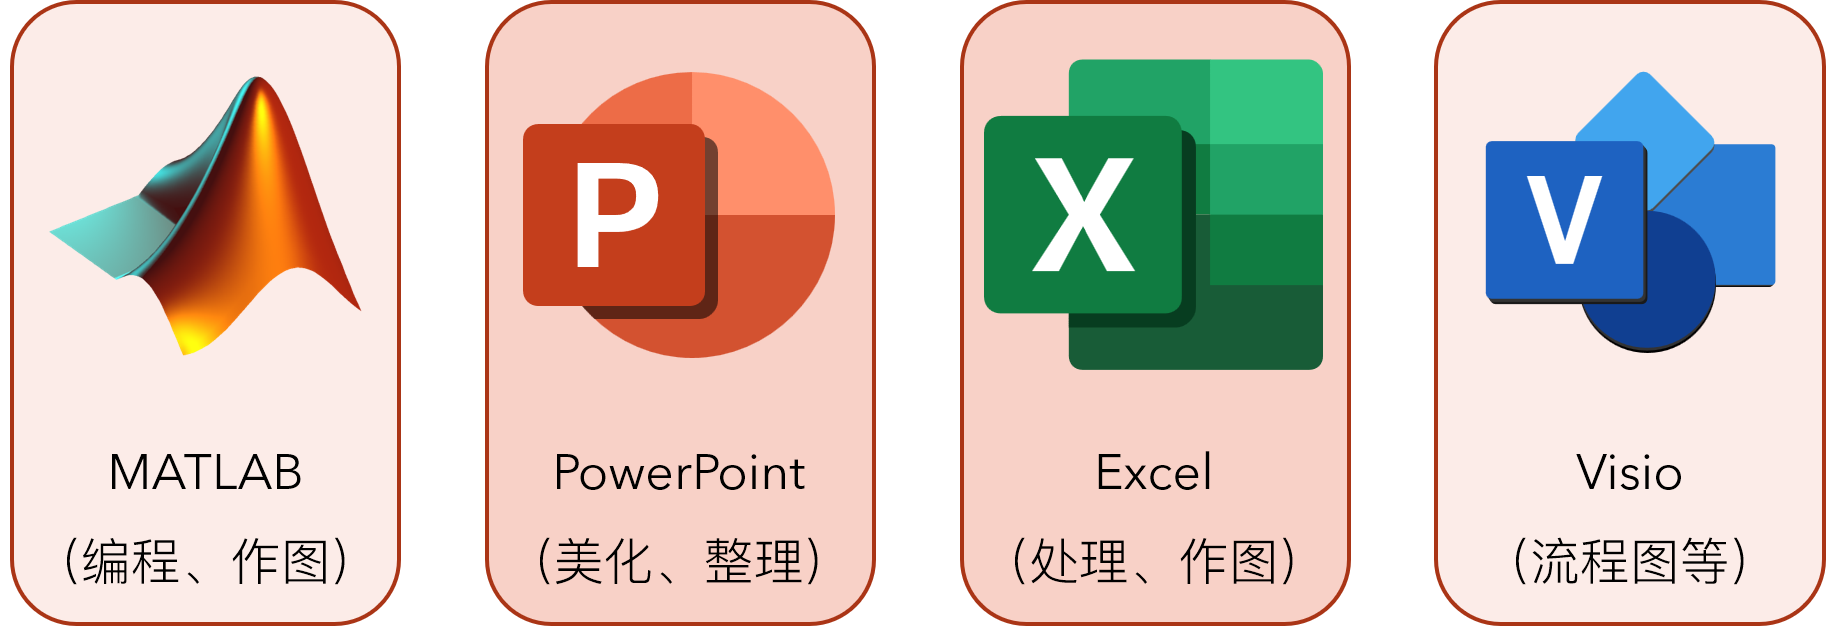 P
X
V
MATLAB
（编程、作图）
PowerPoint
（美化、整理）
Excel
（处理、作图）
Visio
（流程图等）